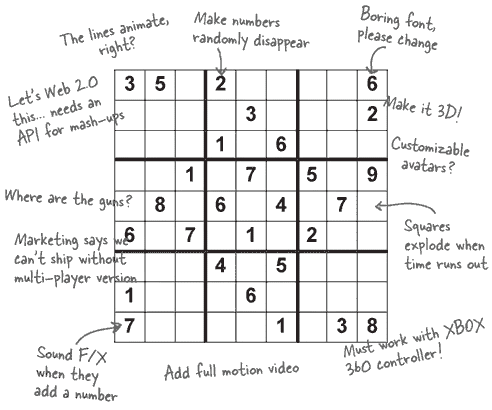 The lines animate,
right?
Make numbers
randomly disappear
Boring font,
please change
Let's Web 2.0
this... needs an
API for mash-ups
Make it 3D!
Customizable
avatars?
Where are the guns?
Marketing says we
can't ship without
multi-player version
Squares
explode when
time runs out
3 5 2 6
3 2
1 6
1 7 5 9
8 6 4 7
6 7 1 2
4 5
1 6
7 1 3 8
Sound F/X
when they
add a number
Add full motion video
Must work with XBOX
360 controller!